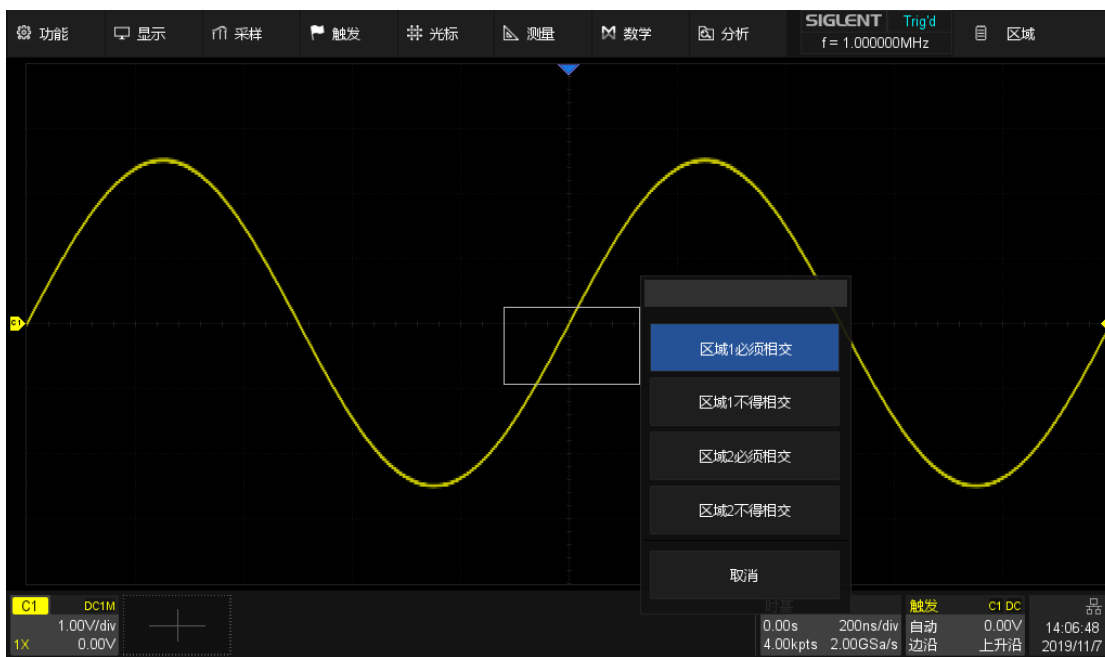 功能 显示 采样 触发 光标 测量 数学 分析 SIGLENT Trig'd 区域
f = 1.000000MHz
C1
区域1必须相交
区域1不得相交
区域2必须相交
区域2不得相交
取消
C1 DC1M
1.00V/div
1X 0.00V
时基
0.00s 200ns/div
4.00kpts 2.00GSa/s
触发 C1 DC
自动 0.00V
边沿 上升沿
14:06:48
2019/11/7